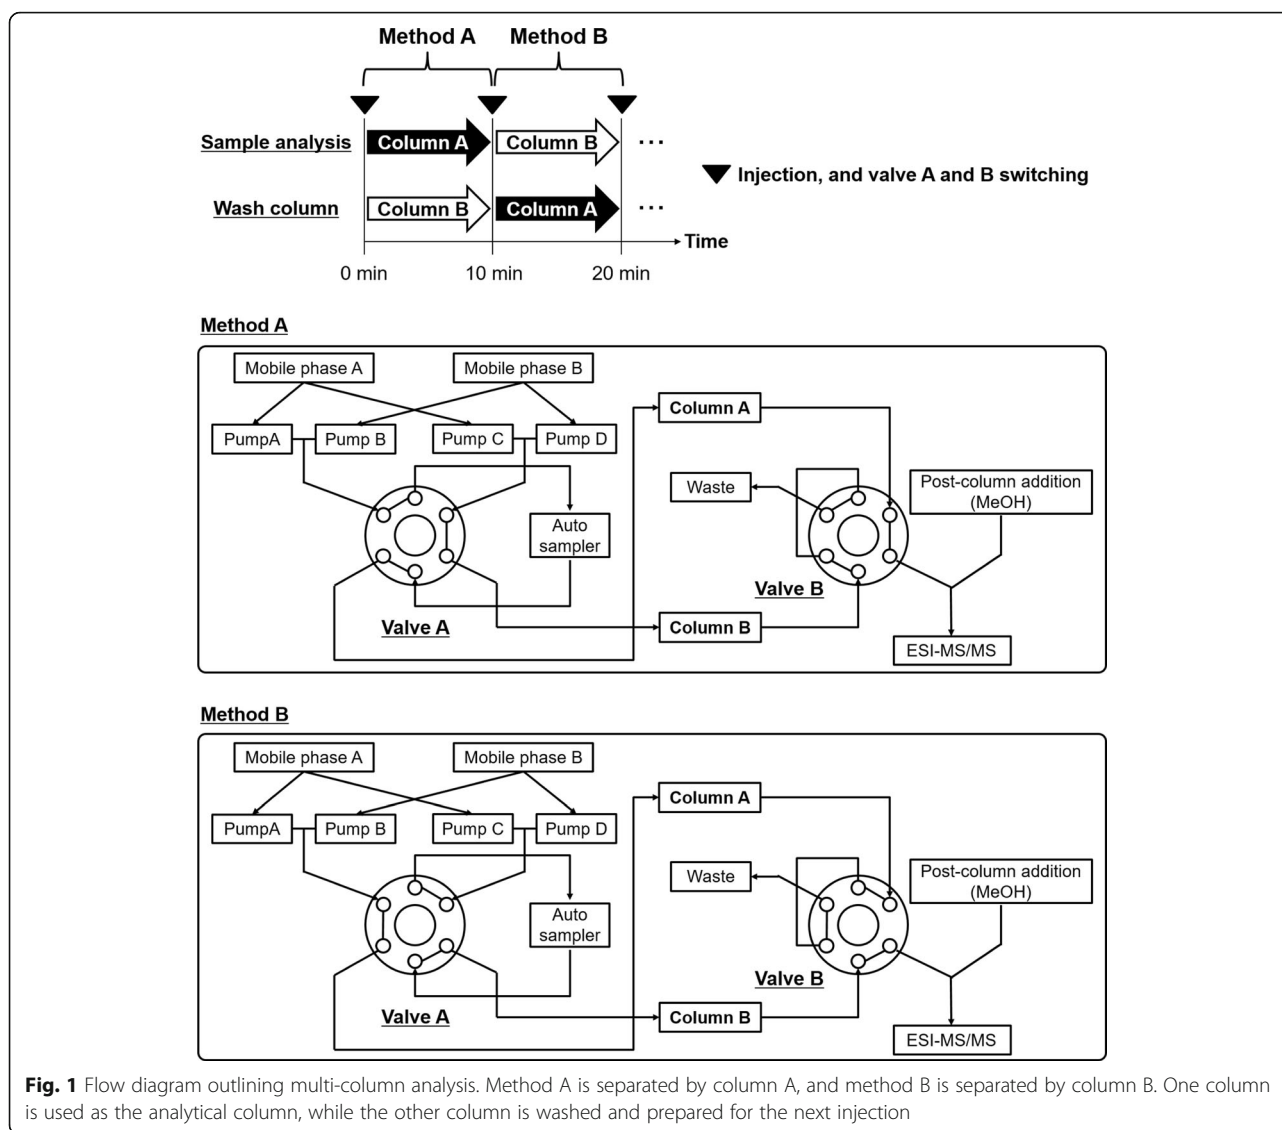 Method A Method B
Sample analysis Column A Column B ...
Injection, and valve A and B switching
Wash column Column B Column A ...
Time
0 min 10 min 20 min
Method A
Mobile phase A Mobile phase B
Column A
PumpA Pump B Pump C Pump D
Waste Post-column addition
(MeOH)
Auto
sampler
Valve B
Valve A Column B
ESI-MS/MS
Method B
Mobile phase A Mobile phase B
Column A
PumpA Pump B Pump C Pump D
Waste Post-column addition
(MeOH)
Auto
sampler
Valve B
Valve A Column B
ESI-MS/MS
Fig. 1 Flow diagram outlining multi-column analysis. Method A is separated by column A, and method B is separated by column B. One column
is used as the analytical column, while the other column is washed and prepared for the next injection